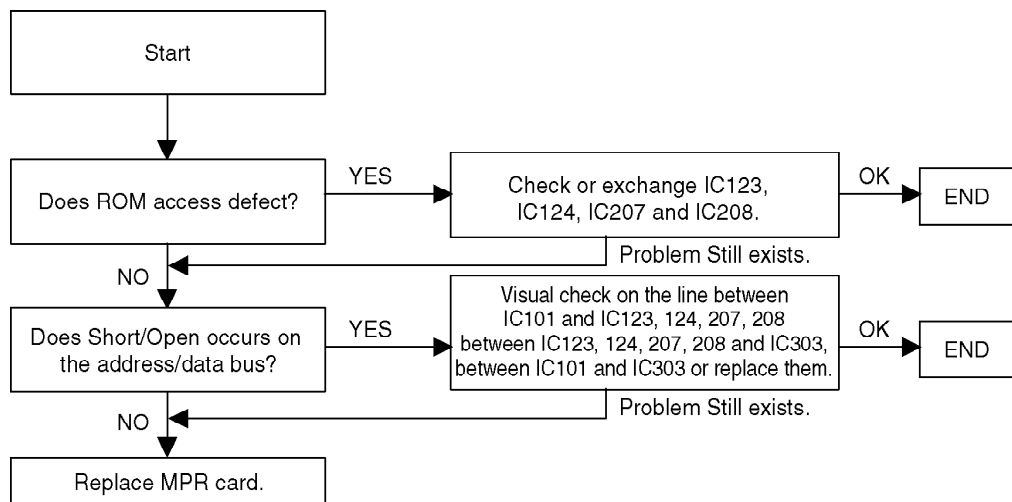 Start
Does ROM access defect?
YES
Check or exchange IC123,
IC124, IC207 and IC208.
OK
END
Problem Still exists.
NO
Does Short/Open occurs on
the address/data bus?
YES
Visual check on the line between
IC101 and IC123, 124, 207, 208
between IC123, 124, 207, 208 and IC303,
between IC101 and IC303 or replace them.
OK
END
Problem Still exists.
NO
Replace MPR card.